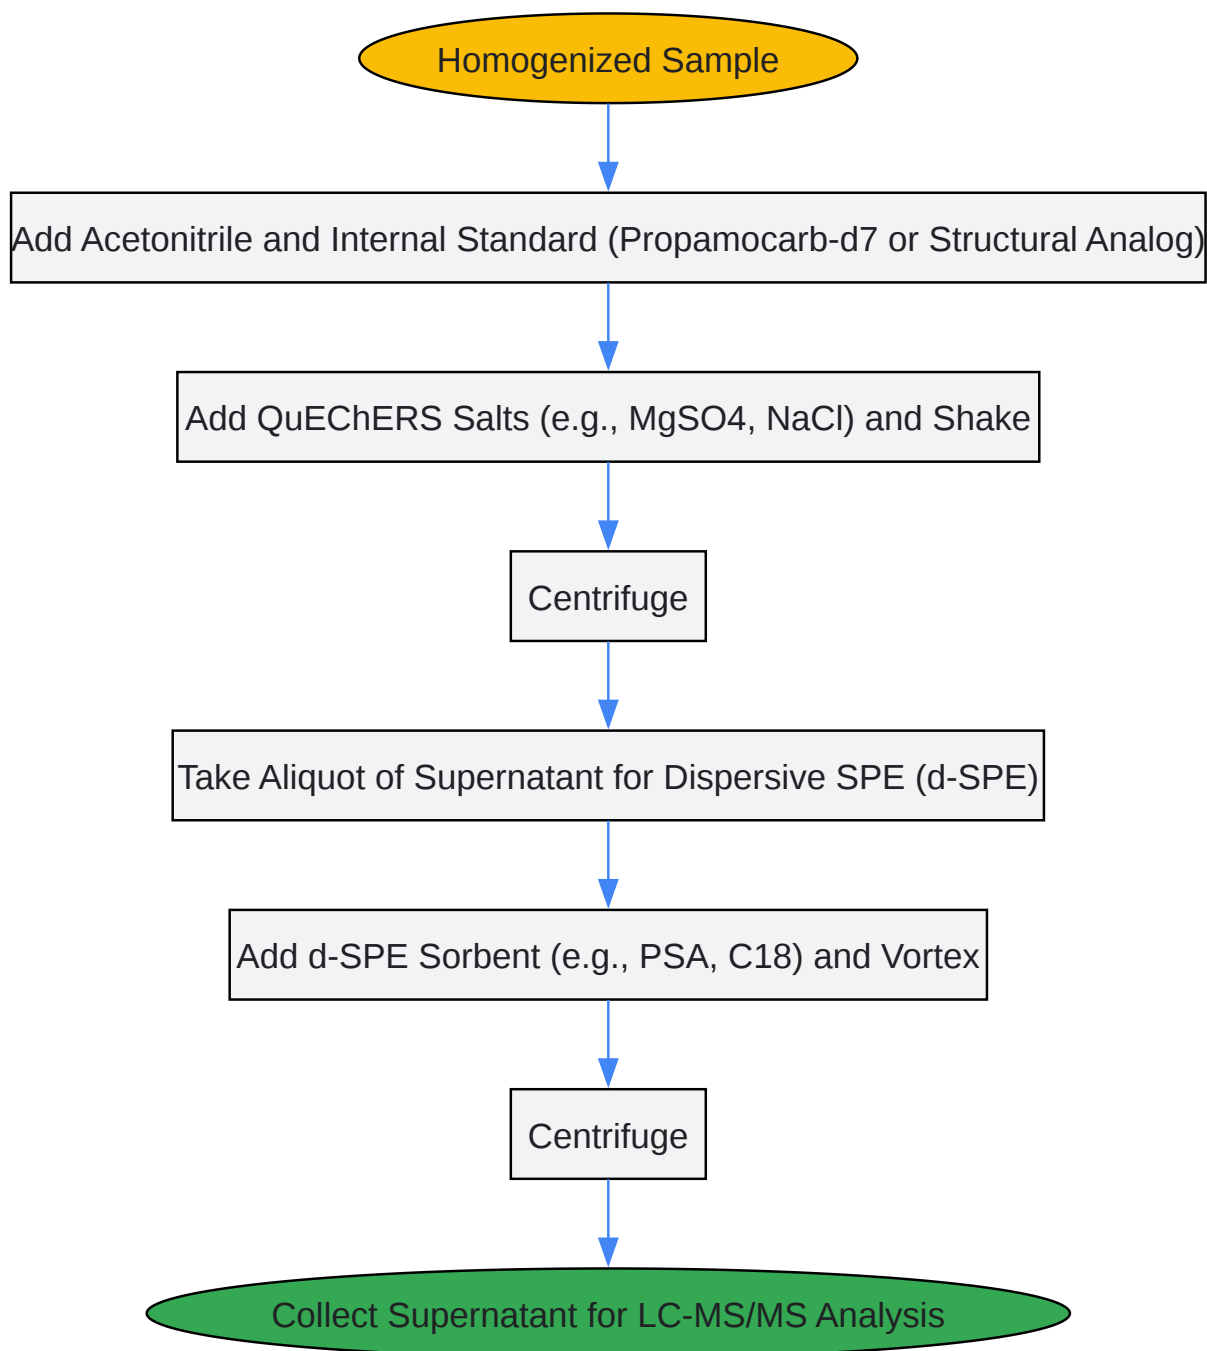 Homogenized Sample
Add Acetonitrile and Internal Standard (Propamocarb-d7 or Structural Analog)
Add QuEChERS Salts (e.g., MgSO4, NaCl) and Shake
Centrifuge
Take Aliquot of Supernatant for Dispersive SPE (d-SPE)
Add d-SPE Sorbent (e.g., PSA, C18) and Vortex
Centrifuge
Collect Supernatant for LC-MS/MS Analysis